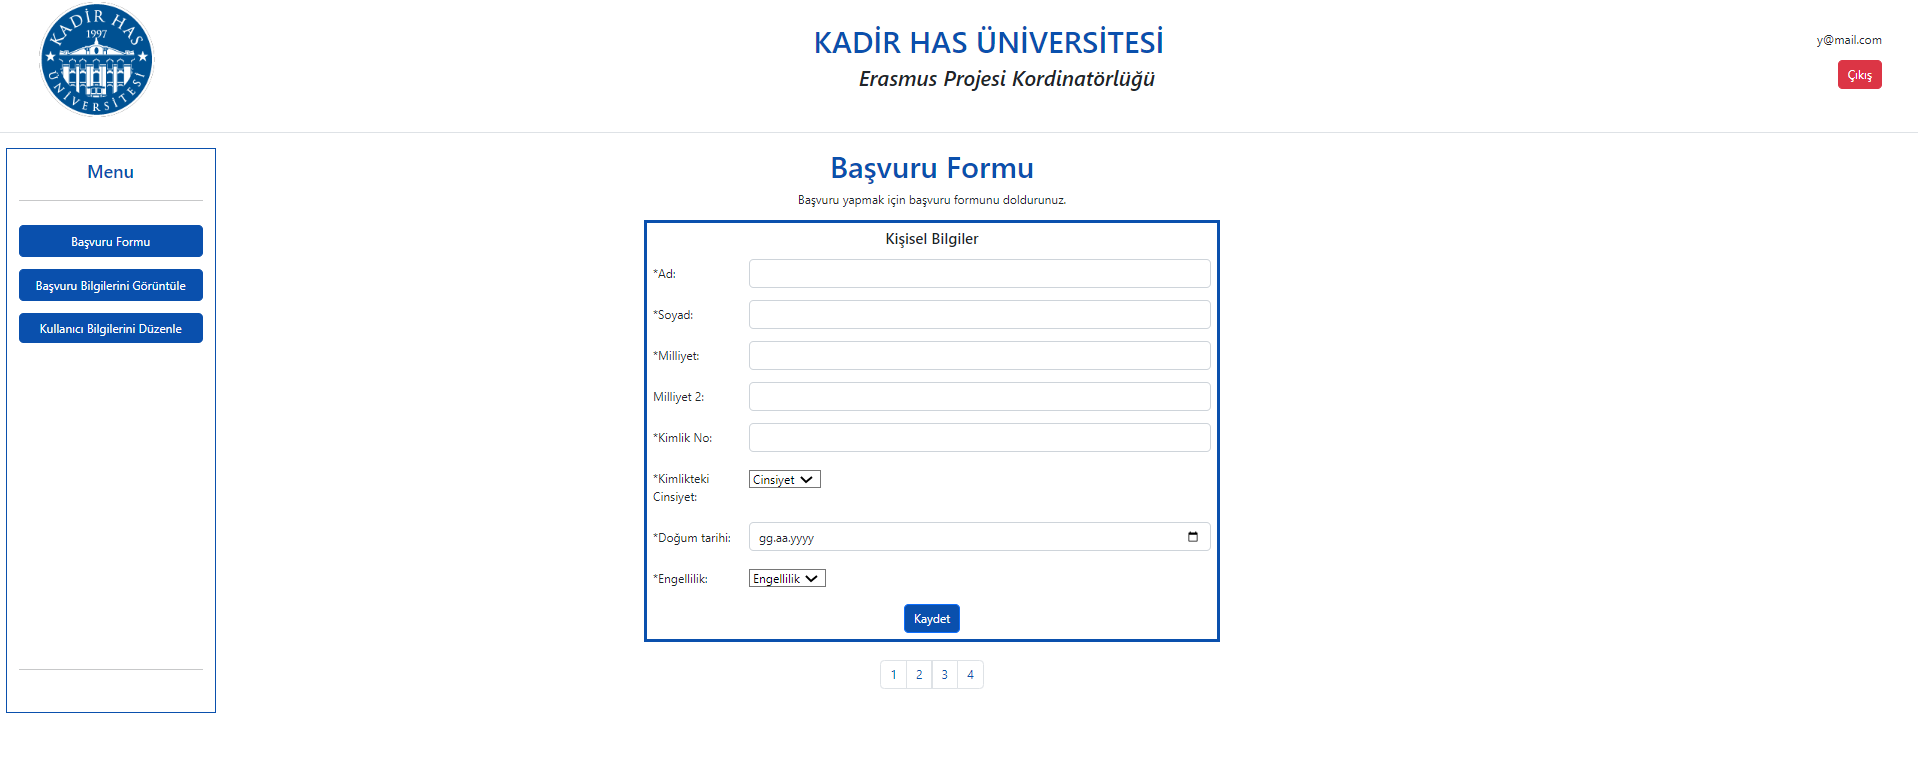 KADİR HAS
1997
ÜNİVERSİTESİ
KADİR HAS ÜNİVERSİTESİ
Erasmus Projesi Kordinatörlüğü
y@mail.com
Çıkış
Menu
Başvuru Formu
Başvuru Bilgilerini Görüntüle
Kullanıcı Bilgilerini Düzenle
Başvuru Formu
Başvuru yapmak için başvuru formunu doldurunuz.
Kişisel Bilgiler
*Ad:
*Soyad:
*Milliyet:
Milliyet 2:
*Kimlik No:
*Kimlikteki
Cinsiyet:
Cinsiyet
*Doğum tarihi:
gg.aa.yyyy
*Engellilik:
Engellilik
Kaydet
1 2 3 4